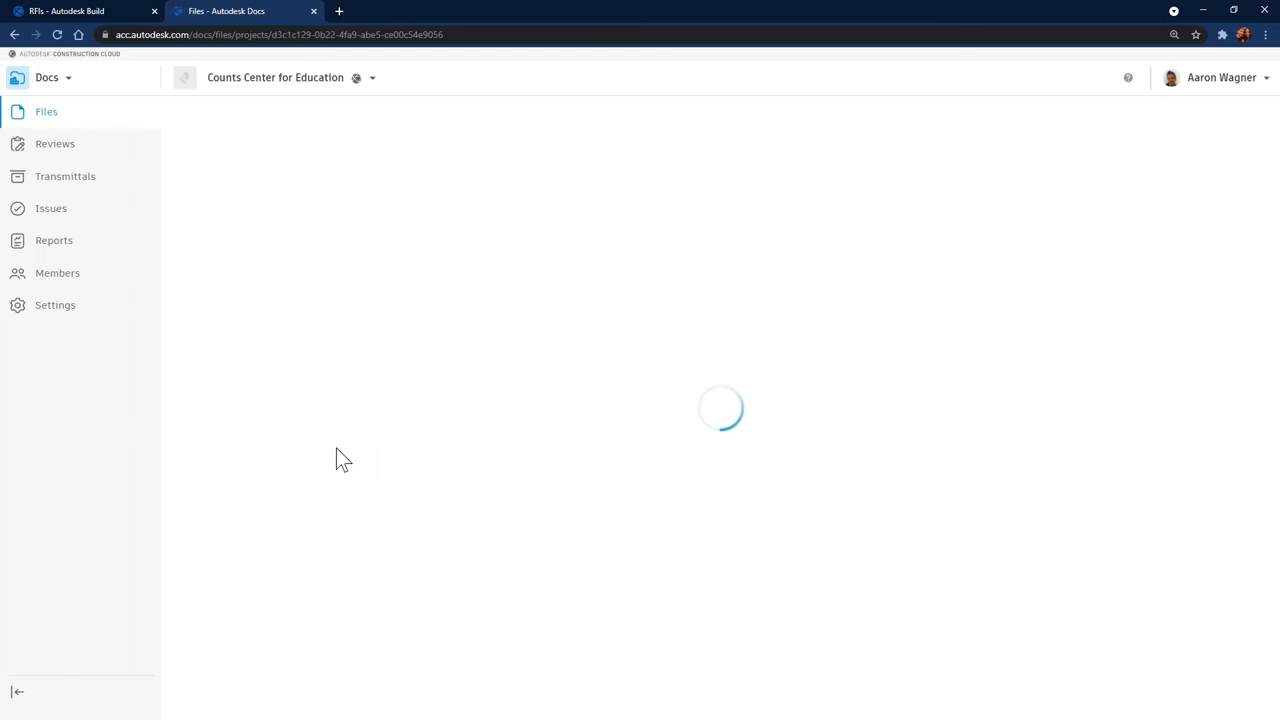 RFIs - Autodesk Build
Files - Autodesk Docs
acc.autodesk.com/docs/files/projects/d3c1c129-0b22-4fa9-abe5-ce00c54e9056
AUTODESK CONSTRUCTION CLOUD
Docs
Counts Center for Education
Aaron Wagner
Files
Reviews
Transmittals
Issues
Reports
Members
Settings